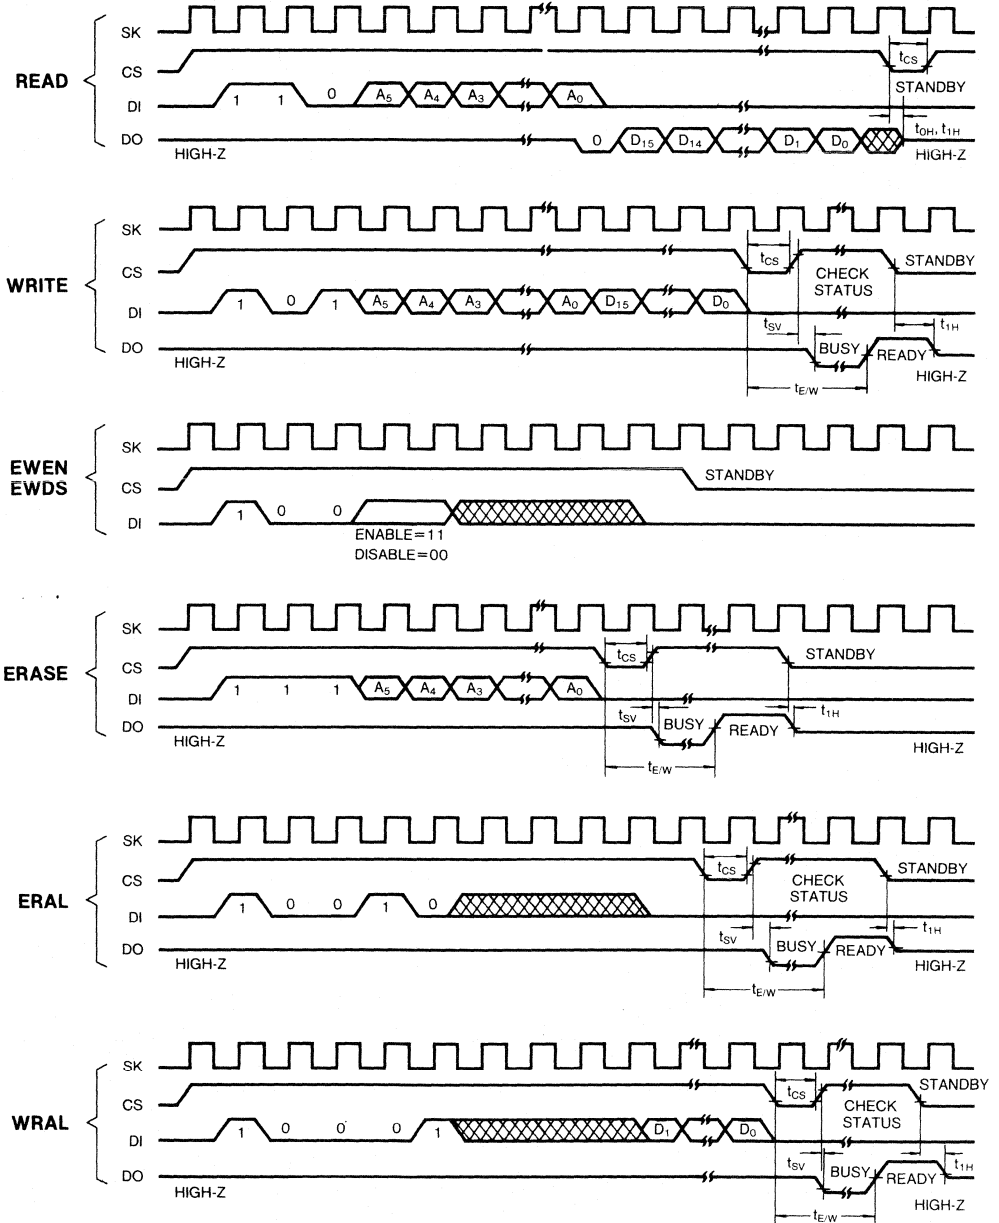 READ
SK
CS
tCS
STANDBY
DI 1 1 0 A5 A4 A3 A0
DO 0 D15 D14 D1 D0 tOH, t1H
HIGH-Z HIGH-Z
WRITE
SK
CS tCS CHECK STATUS STANDBY
DI 1 0 1 A5 A4 A3 A0 D15 D0
tSV t1H
DO BUSY READY
HIGH-Z HIGH-Z
tE/W
EWEN
EWDS
SK
CS STANDBY
DI 1 0 0
ENABLE=11
DISABLE=00
ERASE
SK
CS tCS STANDBY
DI 1 1 1 A5 A4 A3 A0
DO tSV BUSY READY t1H
HIGH-Z HIGH-Z
tE/W
ERAL
SK
CS tCS CHECK STATUS STANDBY
DI 1 0 0 1 0
DO tSV BUSY READY t1H
HIGH-Z HIGH-Z
tE/W
WRAL
SK
CS tCS CHECK STATUS STANDBY
DI 1 0 0 0 1 D1 D0
DO tSV BUSY READY t1H
HIGH-Z HIGH-Z
tE/W